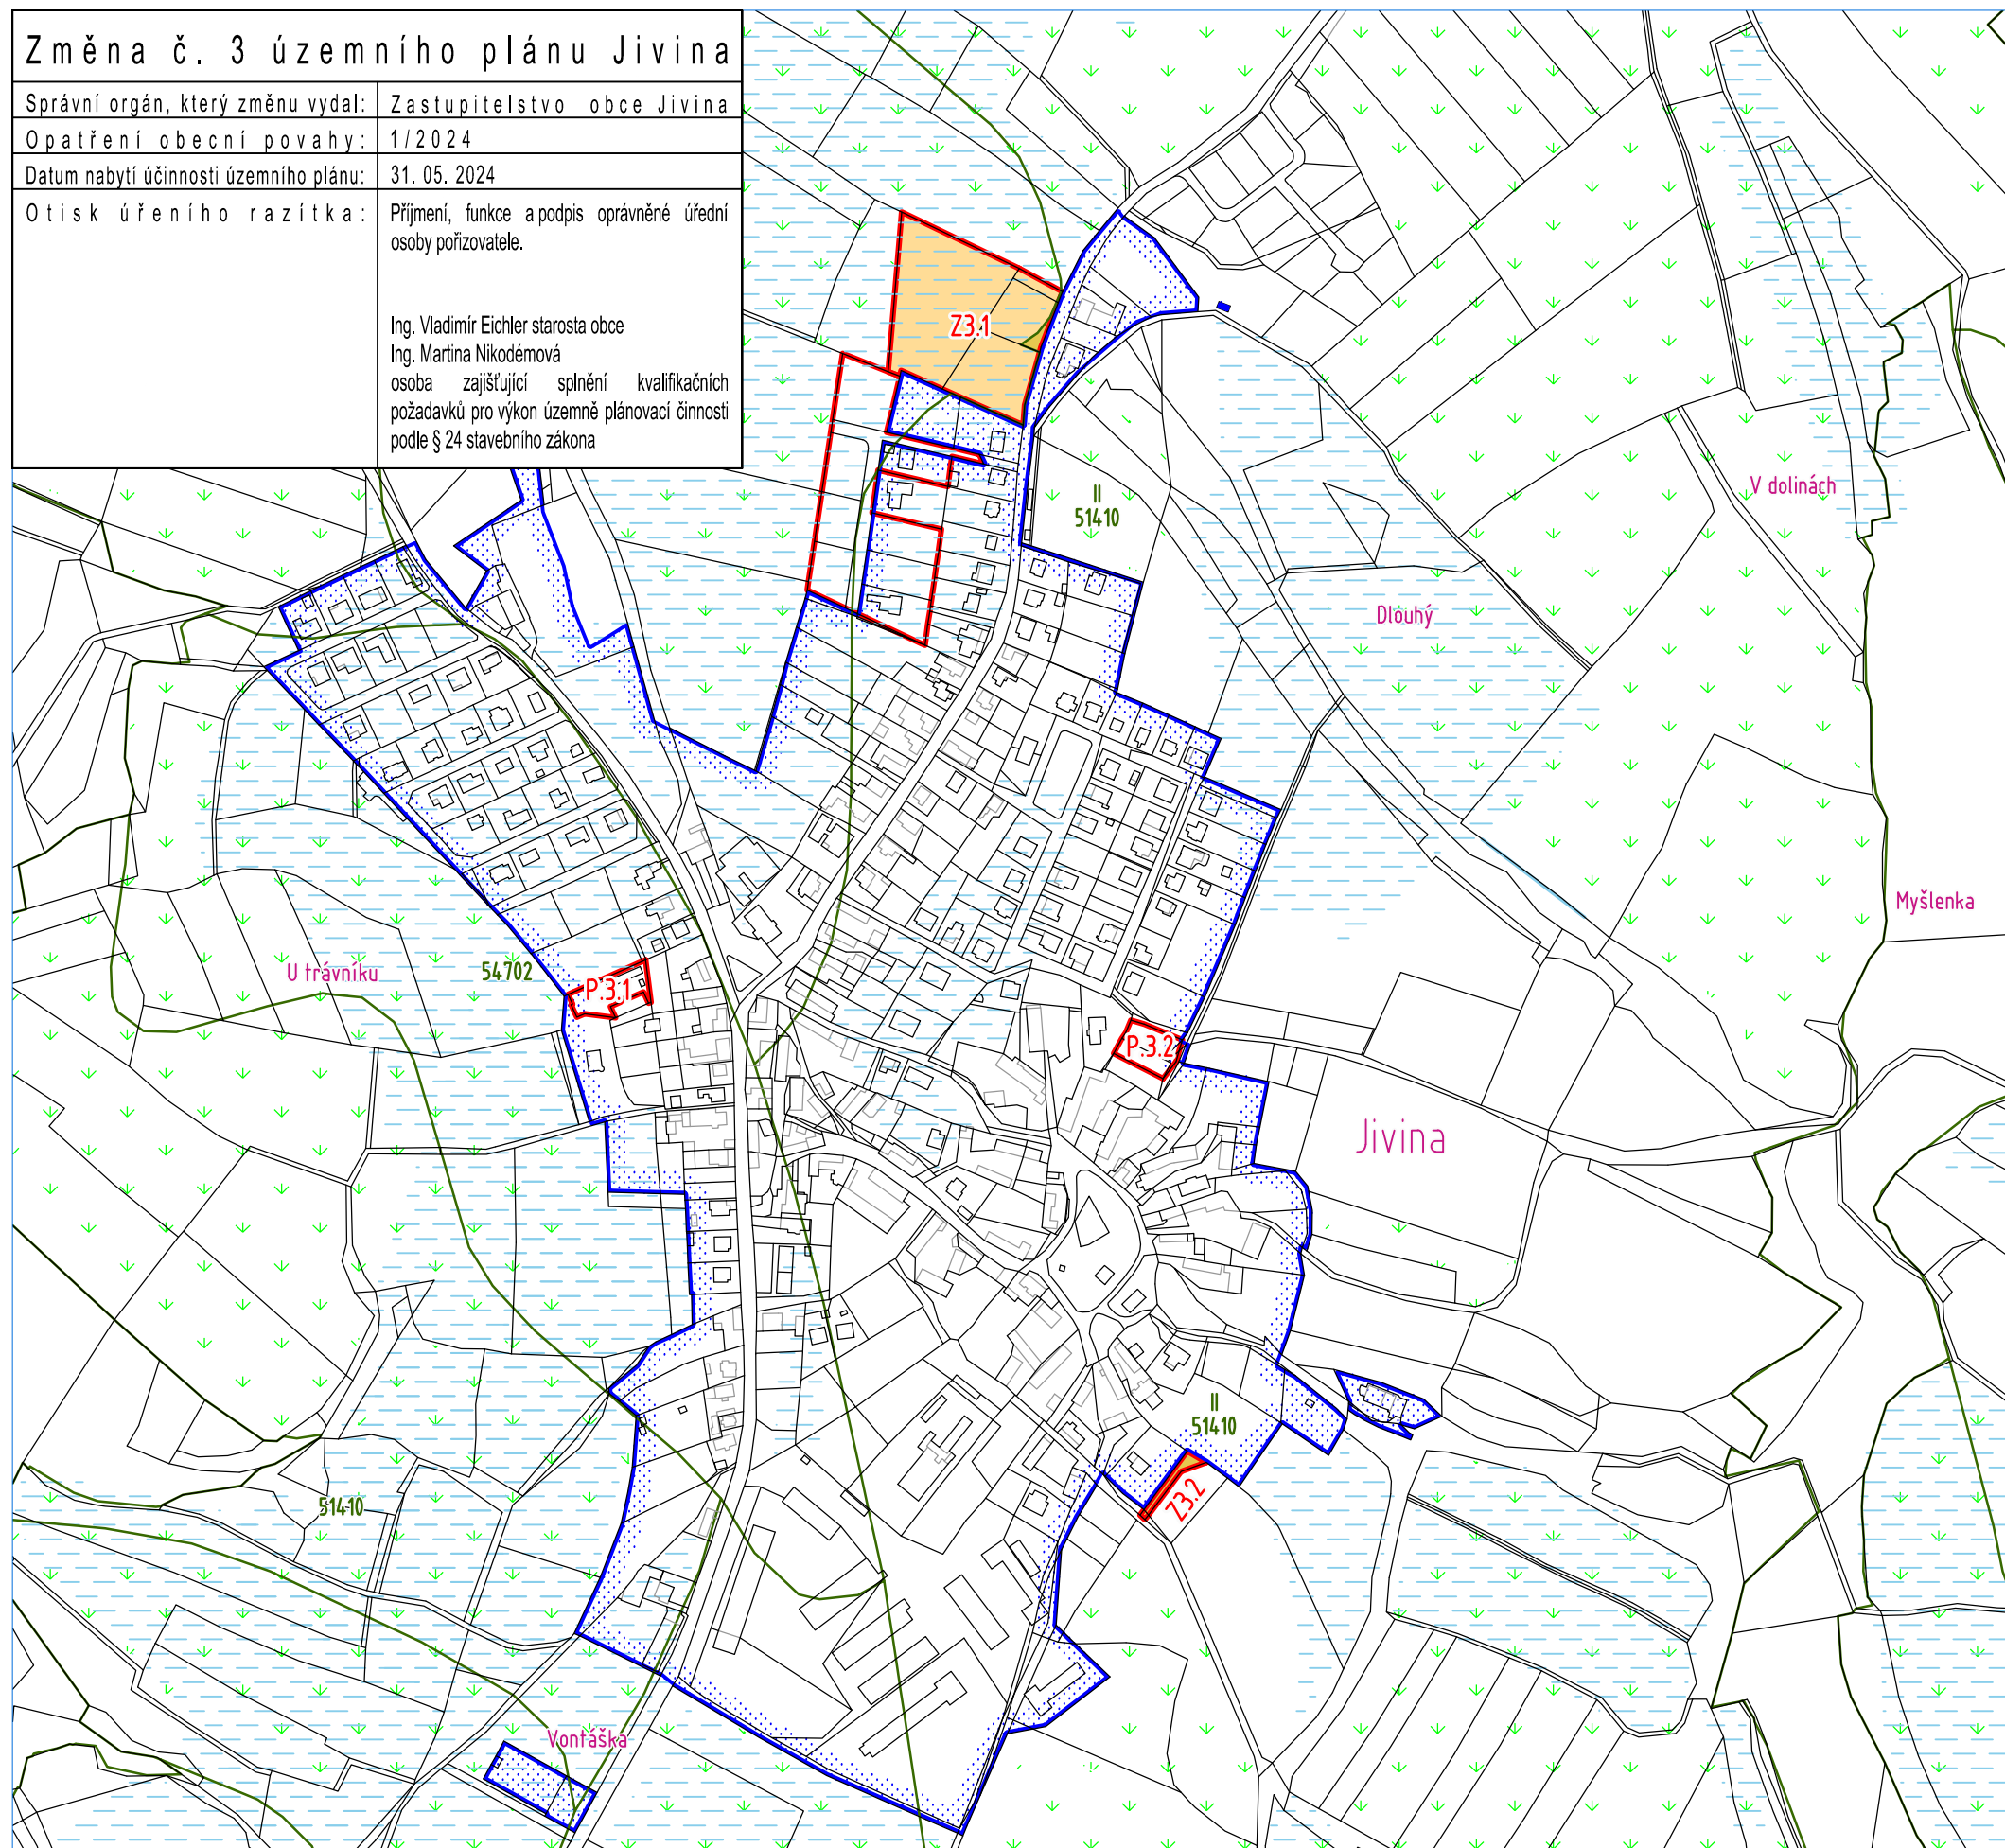 Změna č. 3 územního plánu Jivina
Správní orgán, který změnu vydal: Zastupitelstvo obce Jivina
Opatření obecní povahy: 1/2024
Datum nabytí účinnosti územního plánu: 31. 05. 2024
Otisk úřeního razítka: Příjmení, funkce a podpis oprávněné úřední
osoby pořizovatele.
Ing. Vladimír Eichler starosta obce
Ing. Martina Nikodémová
osoba zajišťující splnění kvalifikačních
požadavků pro výkon územně plánovací činnosti
podle § 24 stavebního zákona
Z3.1
II
51410
V dolinách
Dlouhý
Myšlenka
U trávníku
54702
P.3.1
P.3.2
Jivina
II
51410
Z3.2
51410
Vontáška